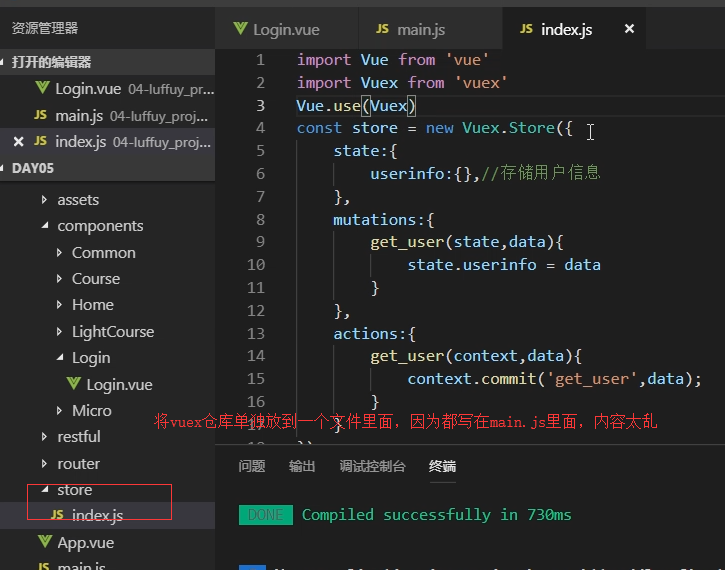 资源管理器
打开的编辑器
Login.vue 04-luffuy_pr...
JS main.js 04-luffuy_proj...
JS index.js 04-luffuy_proj...
DAY05
assets
components
Common
Course
Home
LightCourse
Login
Login.vue
Micro
restful
router
store
JS index.js
App.vue
JS main.js
Login.vue
JS main.js
JS index.js
1 import Vue from 'vue'
2 import Vuex from 'vuex'
3 Vue.use(Vuex)
4 const store = new Vuex.Store({
5 state:{
6 userinfo:{},//存储用户信息
7 },
8 mutations:{
9 get_user(state,data){
10 state.userinfo = data
11 }
12 },
13 actions:{
14 get_user(context,data){
15 context.commit('get_user',data);
16 }
将vuex仓库单独放到一个文件里面，因为都写在main.js里面，内容太乱
17 }
问题 输出 调试控制台 终端
DONE Compiled successfully in 730ms